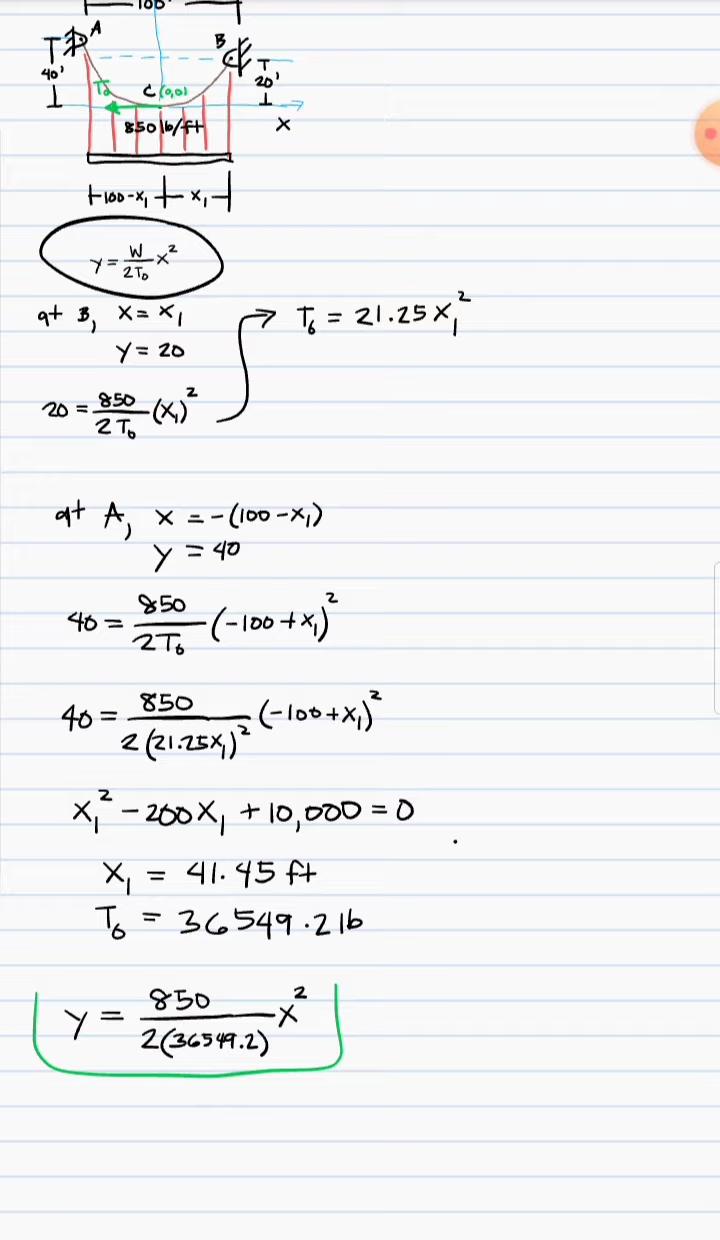 100'
A
B
T
40'
T₀
C (0,0)
T
20'
850 lb/ft
x
100-x₁
x₁
y = W/2T₀ x²
at B, x = x₁
y = 20
20 = 850/2T₀ (x₁)²
T₀ = 21.25 x₁²
at A, x = -(100-x₁)
y = 40
40 = 850/2T₀ (-100+x₁)²
40 = 850/2(21.25x₁)² (-100+x₁)²
x₁² - 200x₁ + 10,000 = 0
x₁ = 41.45 ft
T₀ = 36549.2 lb
y = 850/2(36549.2) x²